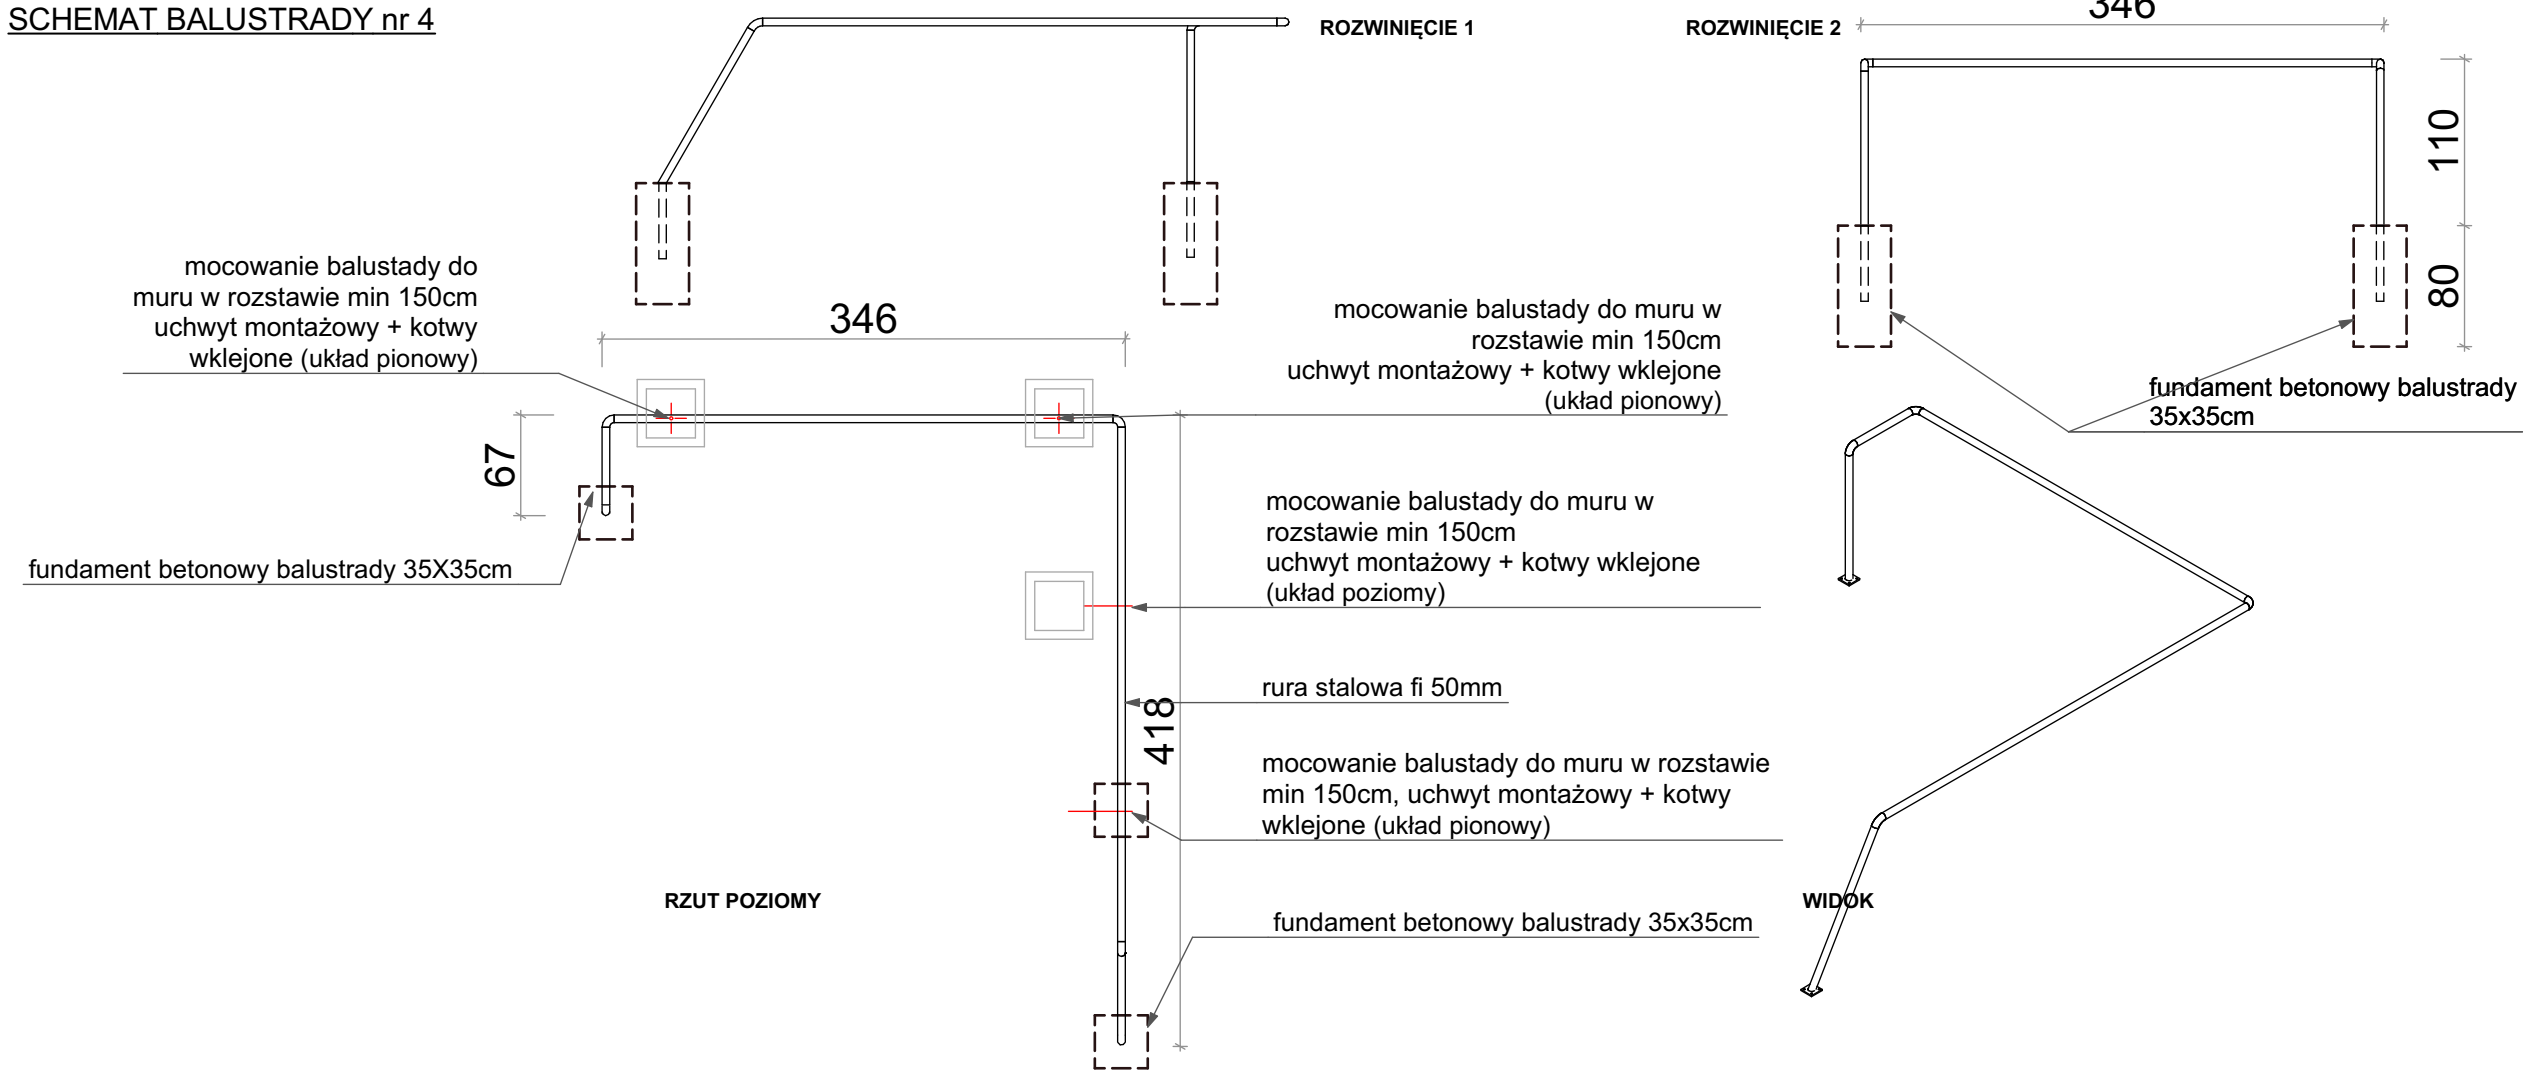 SCHEMAT BALUSTRADY nr 4
ROZWINIĘCIE 1
ROZWINIĘCIE 2
346
110
80
mocowanie balustady do
muru w rozstawie min 150cm
uchwyt montażowy + kotwy
wklejone (układ pionowy)
346
mocowanie balustady do muru w
rozstawie min 150cm
uchwyt montażowy + kotwy wklejone
(układ pionowy)
fundament betonowy balustrady
35x35cm
67
fundament betonowy balustrady 35X35cm
mocowanie balustady do muru w
rozstawie min 150cm
uchwyt montażowy + kotwy wklejone
(układ poziomy)
rura stalowa fi 50mm
418
mocowanie balustady do muru w rozstawie
min 150cm, uchwyt montażowy + kotwy
wklejone (układ pionowy)
RZUT POZIOMY
WIDOK
fundament betonowy balustrady 35x35cm